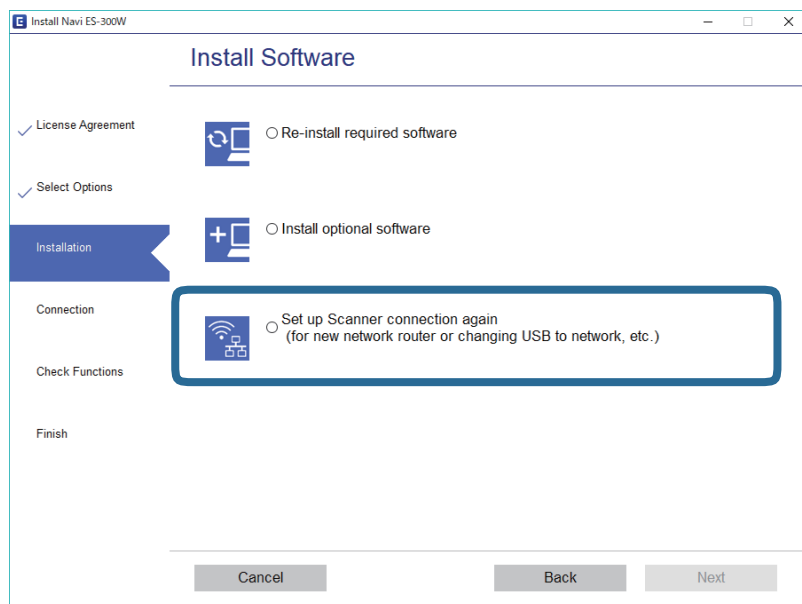 E Install Navi ES-300W
Install Software
License Agreement
Select Options
Installation
Connection
Check Functions
Finish
Re-install required software
Install optional software
Set up Scanner connection again
(for new network router or changing USB to network, etc.)
Cancel
Back
Next